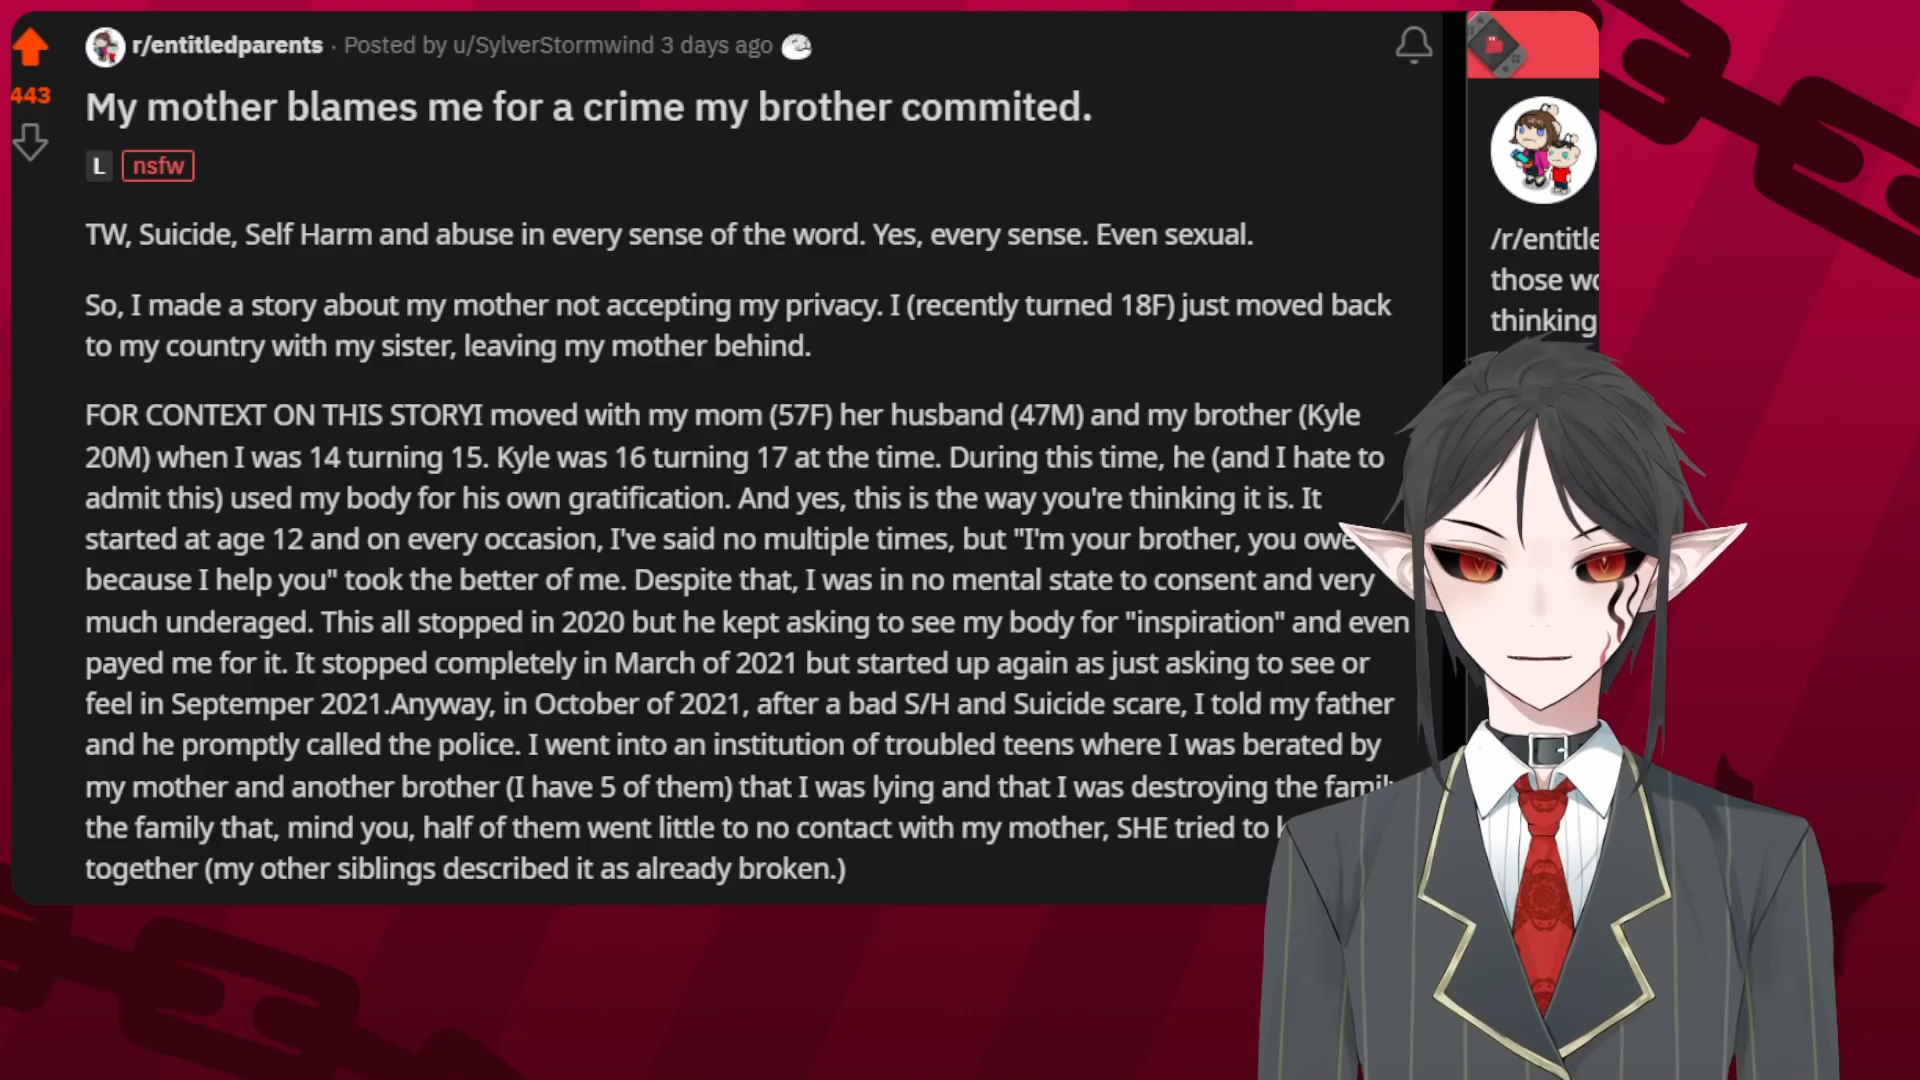 r/entitledparents · Posted by u/SylverStormwind 3 days ago
443
My mother blames me for a crime my brother commited.
L nsfw
TW, Suicide, Self Harm and abuse in every sense of the word. Yes, every sense. Even sexual.
So, I made a story about my mother not accepting my privacy. I (recently turned 18F) just moved back
to my country with my sister, leaving my mother behind.
FOR CONTEXT ON THIS STORYI moved with my mom (57F) her husband (47M) and my brother (Kyle
20M) when I was 14 turning 15. Kyle was 16 turning 17 at the time. During this time, he (and I hate to
admit this) used my body for his own gratification. And yes, this is the way you're thinking it is. It
started at age 12 and on every occasion, I've said no multiple times, but "I'm your brother, you owe
because I help you" took the better of me. Despite that, I was in no mental state to consent and very
much underaged. This all stopped in 2020 but he kept asking to see my body for "inspiration" and even
payed me for it. It stopped completely in March of 2021 but started up again as just asking to see or
feel in Septemper 2021.Anyway, in October of 2021, after a bad S/H and Suicide scare, I told my father
and he promptly called the police. I went into an institution of troubled teens where I was berated by
my mother and another brother (I have 5 of them) that I was lying and that I was destroying the
the family that, mind you, half of them went little to no contact with my mother, SHE tried to
together (my other siblings described it as already broken.)
/r/entitle
those
thinking